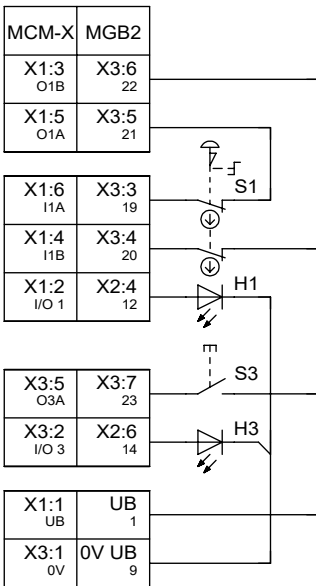 MCM-X MGB2
X1:3 X3:6
O1B 22
X1:5 X3:5
O1A 21
X1:6 X3:3
I1A 19
S1
X1:4 X3:4
I1B 20
X1:2 X2:4 H1
I/O 1 12
X3:5 X3:7 S3
O3A 23
X3:2 X2:6 H3
I/O 3 14
X1:1 UB
UB 1
X3:1 0V UB
0V 9